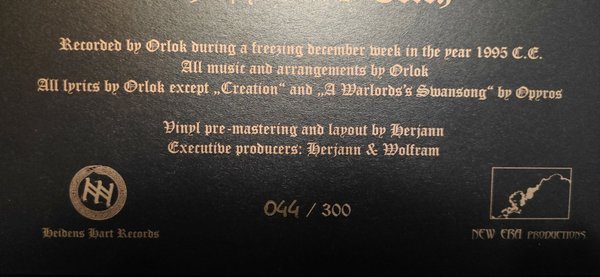 Recorded by Orlok during a freezing december week in the year 1995 C.E.
All music and arrangements by Orlok
All lyrics by Orlok except „Creation“ and „A Warlords's Swansong“ by Opyros
Vinyl pre-mastering and layout by Herjann
Executive producers: Herjann & Wolfram
044 / 300
Heidens Hart Records
NEW ERA PRODUCTIONS